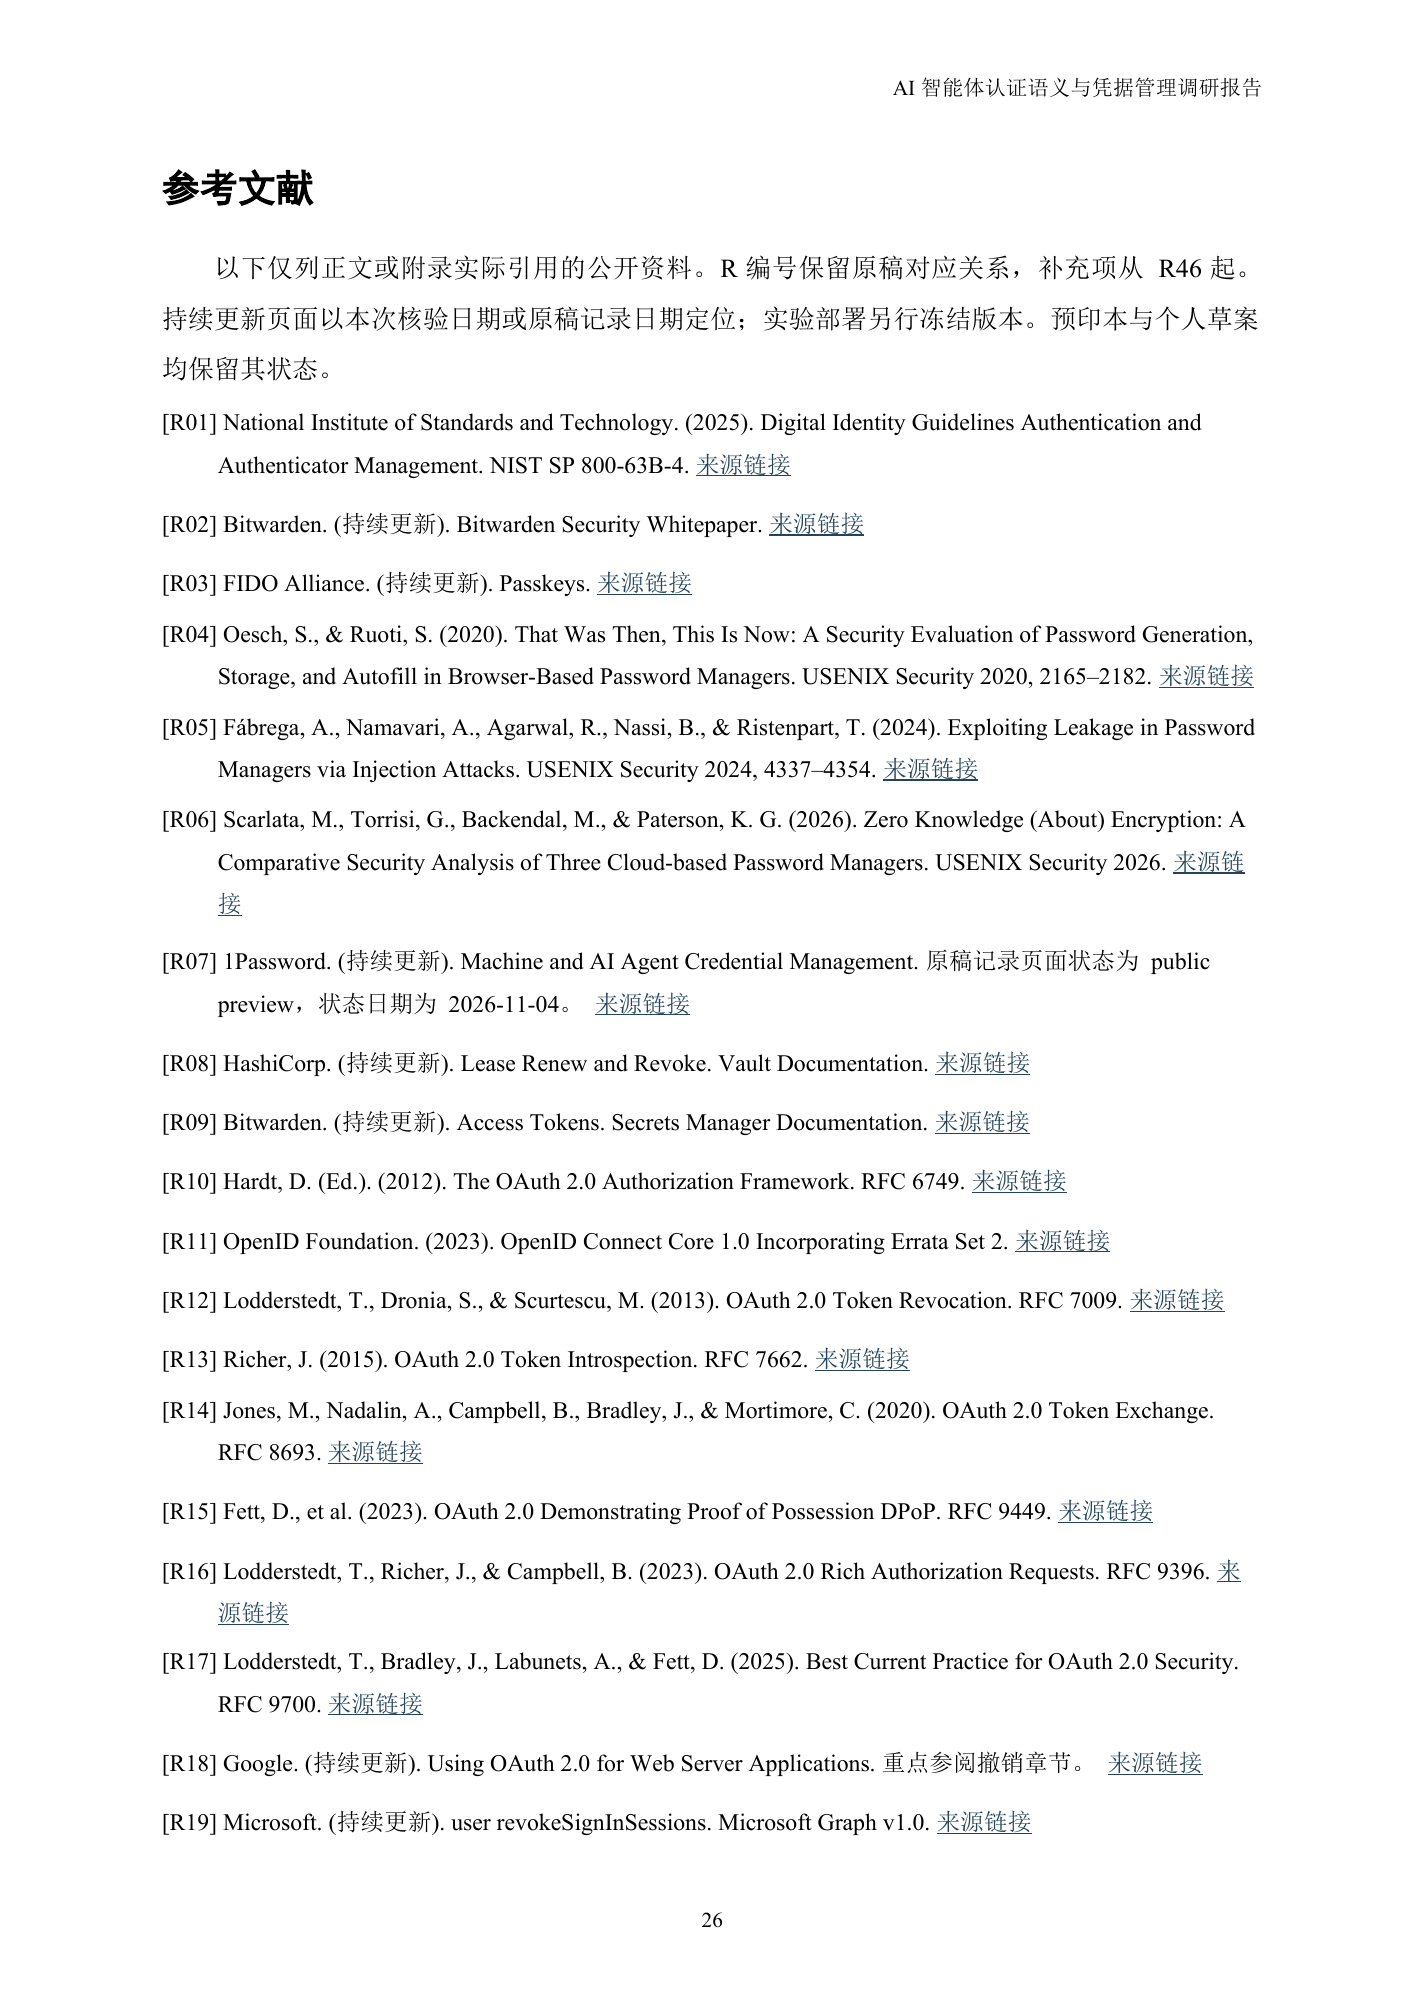 AI 智能体认证语义与凭据管理调研报告
参考文献
以下仅列正文或附录实际引用的公开资料。R 编号保留原稿对应关系，补充项从 R46 起。
持续更新页面以本次核验日期或原稿记录日期定位；实验部署另行冻结版本。预印本与个人草案
均保留其状态。
[R01] National Institute of Standards and Technology. (2025). Digital Identity Guidelines Authentication and
Authenticator Management. NIST SP 800-63B-4. 来源链接
[R02] Bitwarden. (持续更新). Bitwarden Security Whitepaper. 来源链接
[R03] FIDO Alliance. (持续更新). Passkeys. 来源链接
[R04] Oesch, S., & Ruoti, S. (2020). That Was Then, This Is Now: A Security Evaluation of Password Generation,
Storage, and Autofill in Browser-Based Password Managers. USENIX Security 2020, 2165–2182. 来源链接
[R05] Fábrega, A., Namavari, A., Agarwal, R., Nassi, B., & Ristenpart, T. (2024). Exploiting Leakage in Password
Managers via Injection Attacks. USENIX Security 2024, 4337–4354. 来源链接
[R06] Scarlata, M., Torrisi, G., Backendal, M., & Paterson, K. G. (2026). Zero Knowledge (About) Encryption: A
Comparative Security Analysis of Three Cloud-based Password Managers. USENIX Security 2026. 来源链
接
[R07] 1Password. (持续更新). Machine and AI Agent Credential Management. 原稿记录页面状态为 public
preview，状态日期为 2026-11-04。 来源链接
[R08] HashiCorp. (持续更新). Lease Renew and Revoke. Vault Documentation. 来源链接
[R09] Bitwarden. (持续更新). Access Tokens. Secrets Manager Documentation. 来源链接
[R10] Hardt, D. (Ed.). (2012). The OAuth 2.0 Authorization Framework. RFC 6749. 来源链接
[R11] OpenID Foundation. (2023). OpenID Connect Core 1.0 Incorporating Errata Set 2. 来源链接
[R12] Lodderstedt, T., Dronia, S., & Scurtescu, M. (2013). OAuth 2.0 Token Revocation. RFC 7009. 来源链接
[R13] Richer, J. (2015). OAuth 2.0 Token Introspection. RFC 7662. 来源链接
[R14] Jones, M., Nadalin, A., Campbell, B., Bradley, J., & Mortimore, C. (2020). OAuth 2.0 Token Exchange.
RFC 8693. 来源链接
[R15] Fett, D., et al. (2023). OAuth 2.0 Demonstrating Proof of Possession DPoP. RFC 9449. 来源链接
[R16] Lodderstedt, T., Richer, J., & Campbell, B. (2023). OAuth 2.0 Rich Authorization Requests. RFC 9396. 来
源链接
[R17] Lodderstedt, T., Bradley, J., Labunets, A., & Fett, D. (2025). Best Current Practice for OAuth 2.0 Security.
RFC 9700. 来源链接
[R18] Google. (持续更新). Using OAuth 2.0 for Web Server Applications. 重点参阅撤销章节。 来源链接
[R19] Microsoft. (持续更新). user revokeSignInSessions. Microsoft Graph v1.0. 来源链接
26